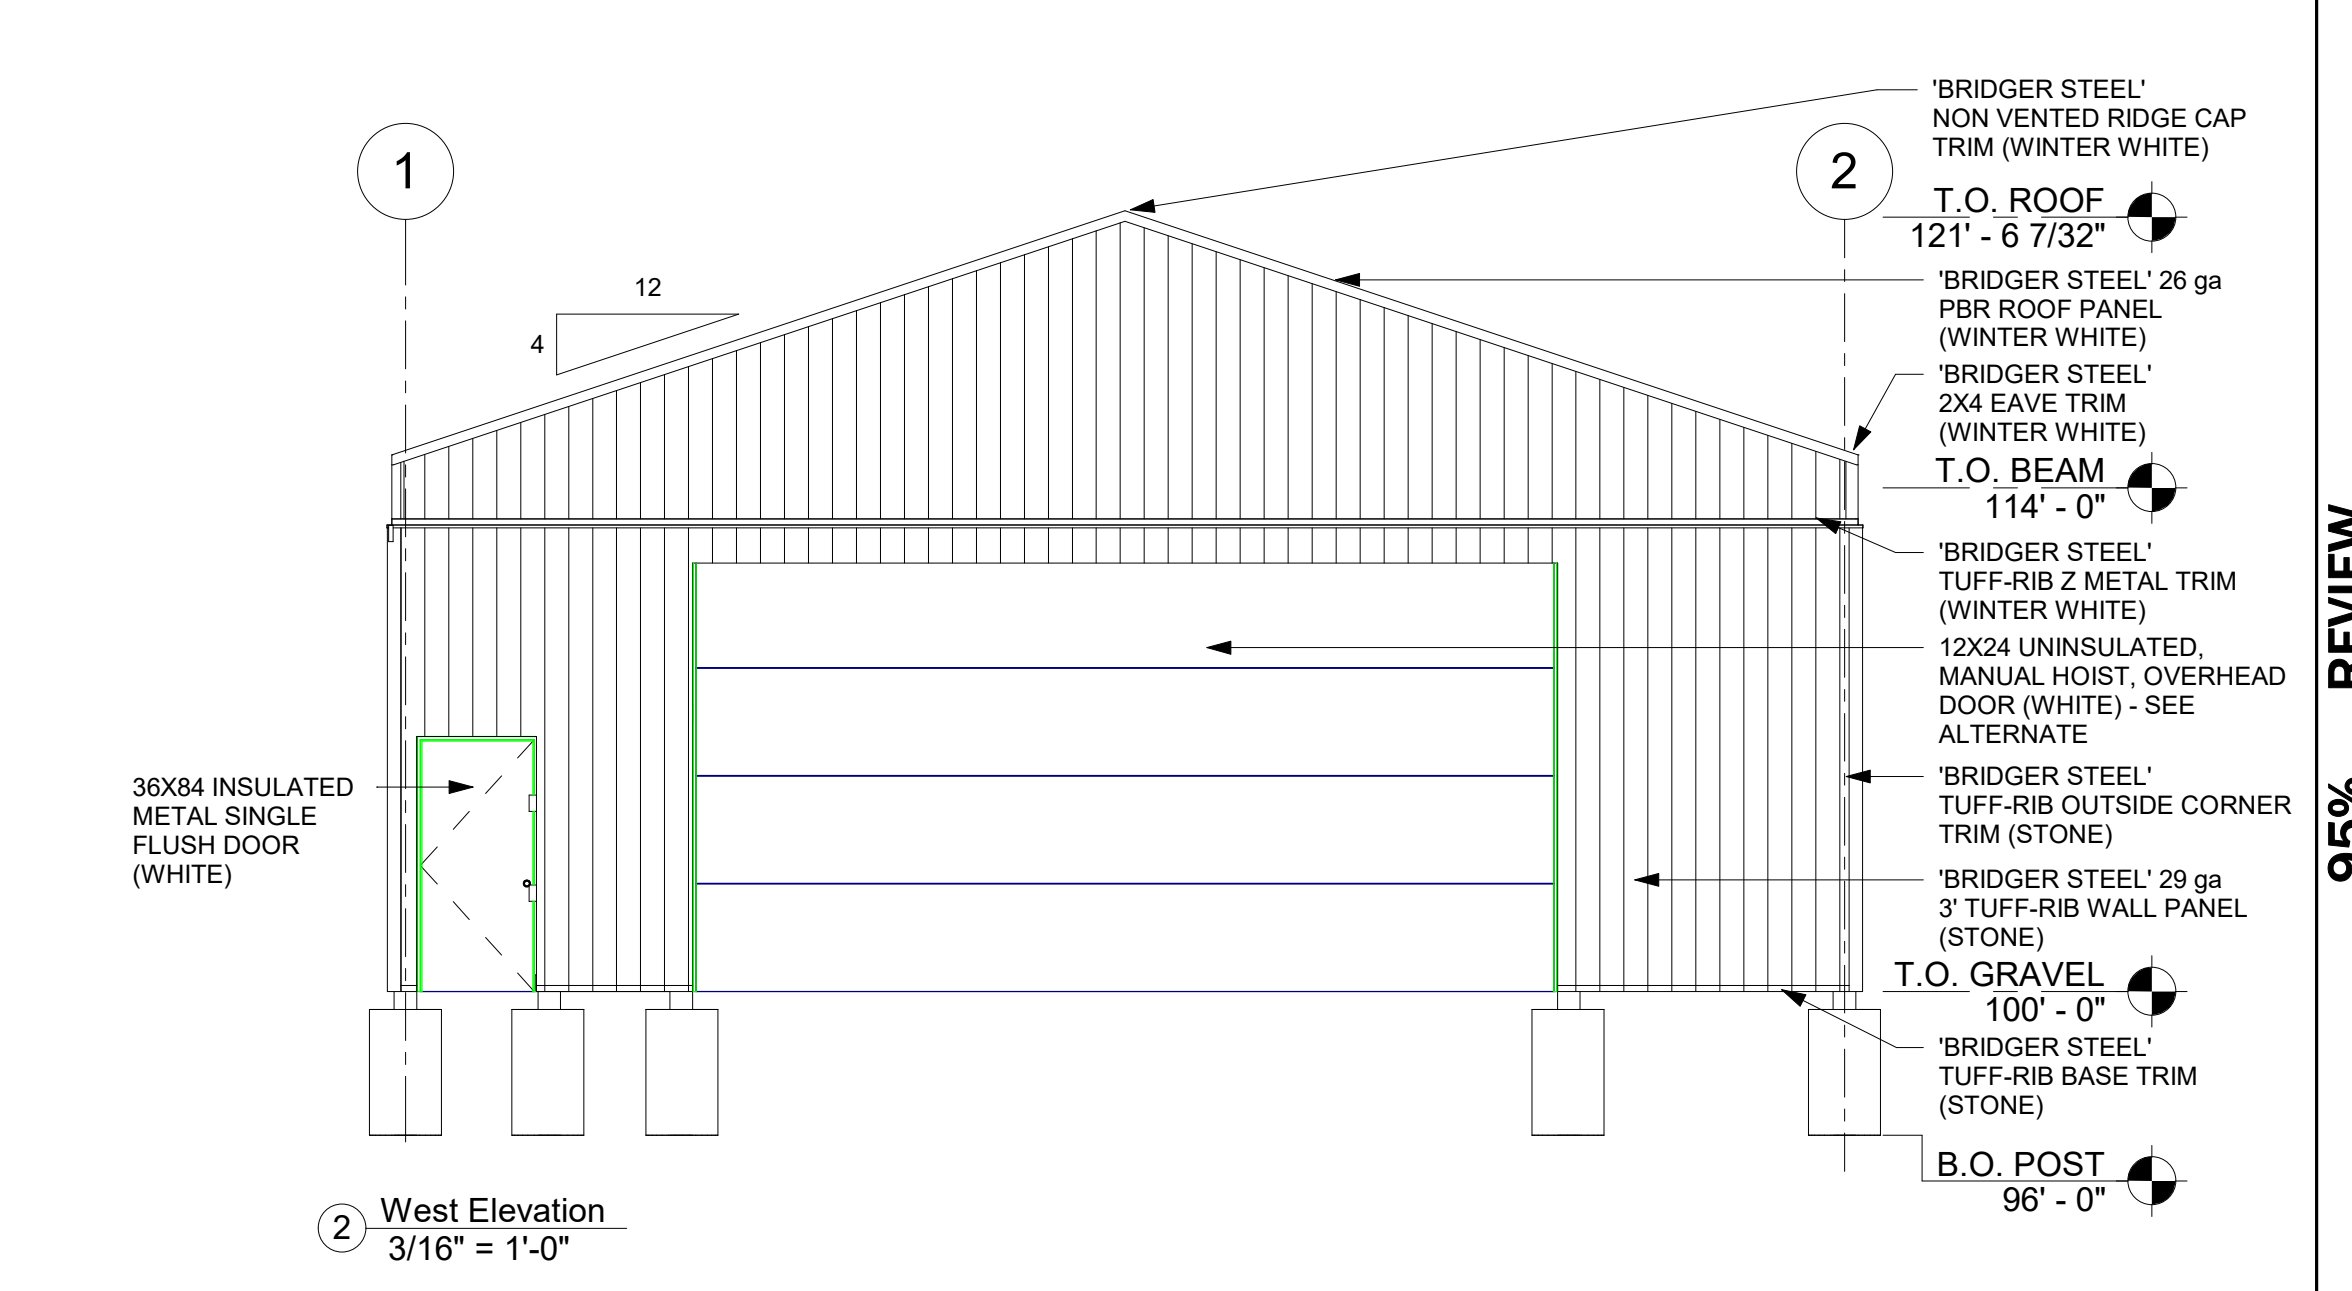 'BRIDGER STEEL'
NON VENTED RIDGE CAP
TRIM (WINTER WHITE)
1
2
T.O. ROOF
121' - 6 7/32"
12
4
'BRIDGER STEEL' 26 ga
PBR ROOF PANEL
(WINTER WHITE)
'BRIDGER STEEL'
2X4 EAVE TRIM
(WINTER WHITE)
T.O. BEAM
114' - 0"
'BRIDGER STEEL'
TUFF-RIB Z METAL TRIM
(WINTER WHITE)
12X24 UNINSULATED,
MANUAL HOIST, OVERHEAD
DOOR (WHITE) - SEE
ALTERNATE
36X84 INSULATED
METAL SINGLE
FLUSH DOOR
(WHITE)
'BRIDGER STEEL'
TUFF-RIB OUTSIDE CORNER
TRIM (STONE)
'BRIDGER STEEL' 29 ga
3' TUFF-RIB WALL PANEL
(STONE)
T.O. GRAVEL
100' - 0"
'BRIDGER STEEL'
TUFF-RIB BASE TRIM
(STONE)
B.O. POST
96' - 0"
2
West Elevation
3/16" = 1'-0"
95% REVIEW